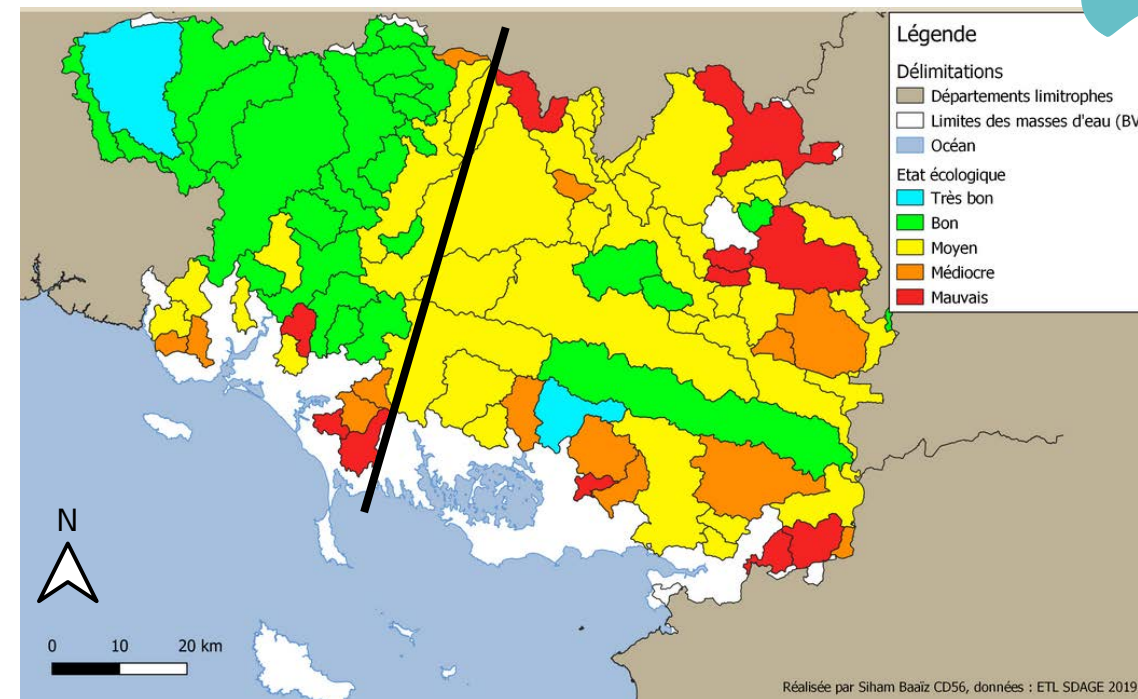 Légende
Délimitations
Départements limitrophes
Limites des masses d'eau (BV
Océan
Etat écologique
Très bon
Bon
Moyen
Médiocre
Mauvais
N
0 10 20 km
Réalisée par Siham Baaïz CD56, données : ETL SDAGE 2019